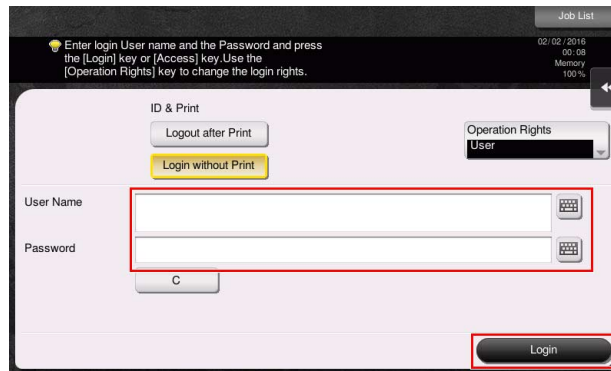 Job List
Enter login User name and the Password and press
the [Login] key or [Access] key.Use the
[Operation Rights] key to change the login rights.
02/02/2016
00:08
Memory
100%
ID & Print
Logout after Print
Operation Rights
User
Login without Print
User Name
Password
C
Login